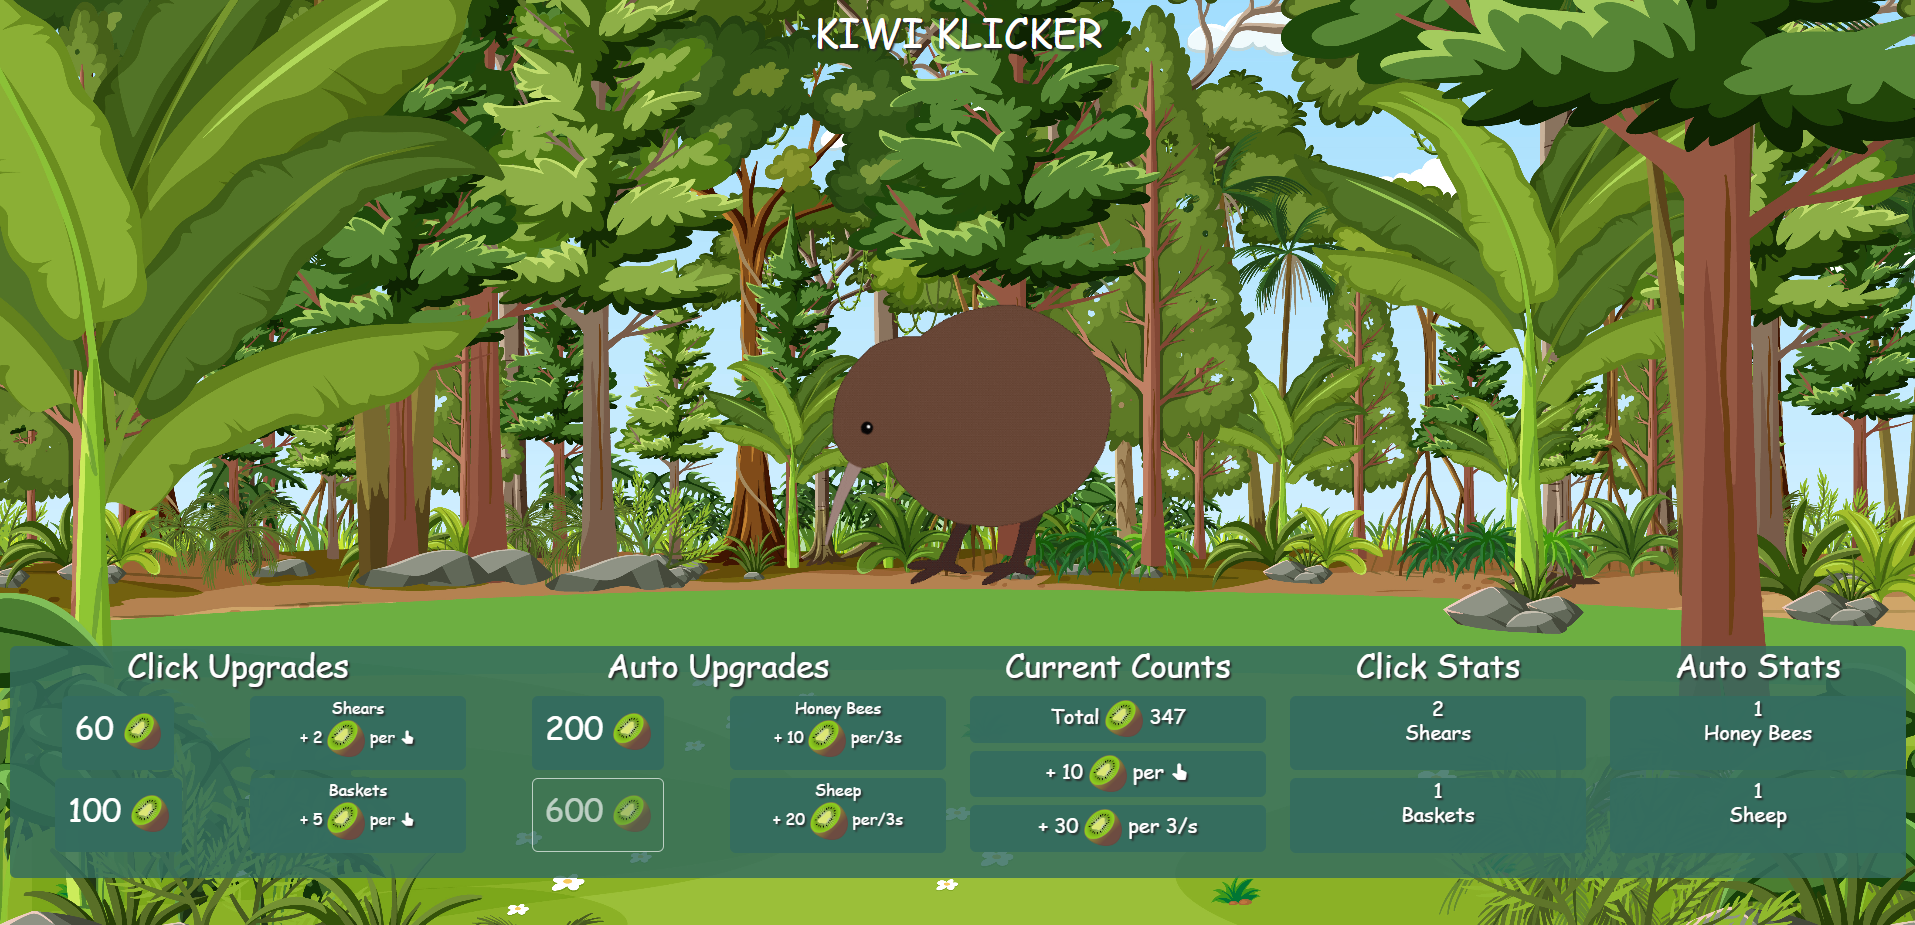 KIWI KLICKER
Click Upgrades
60
Shears
+ 2 per
100
Baskets
+ 5 per
Auto Upgrades
200
Honey Bees
+ 10 per/3s
600
Sheep
+ 20 per/3s
Current Counts
Total 347
+ 10 per
+ 30 per 3/s
Click Stats
2
Shears
1
Baskets
Auto Stats
1
Honey Bees
1
Sheep